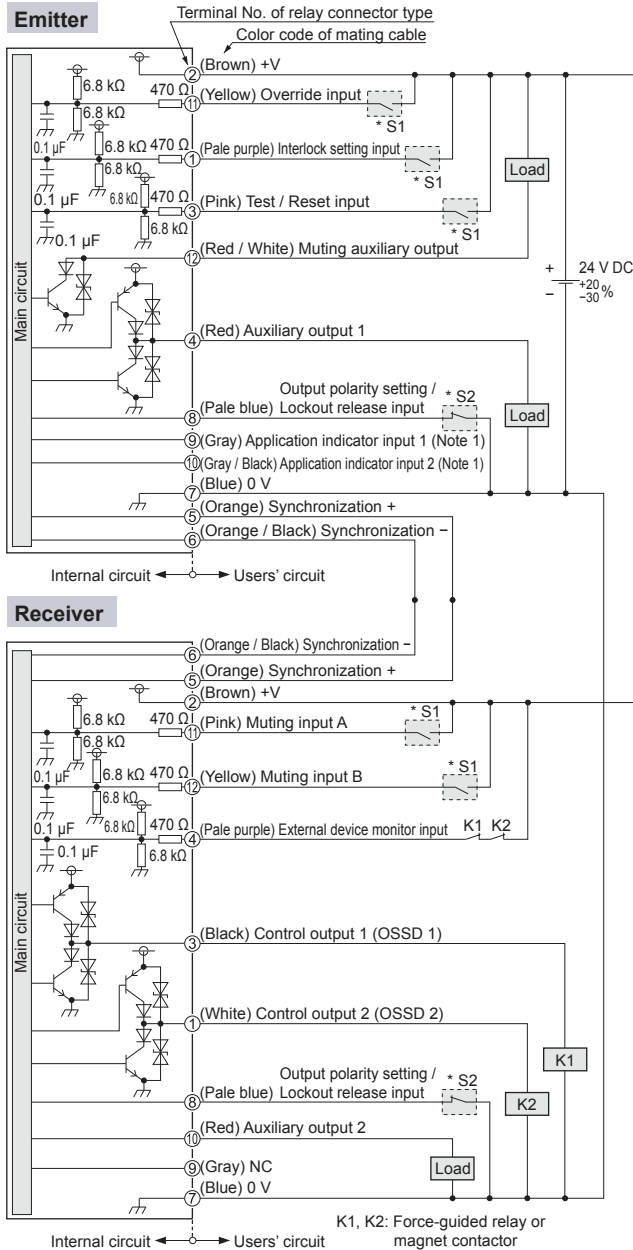 Emitter
Terminal No. of relay connector type
Color code of mating cable
② (Brown) +V
6.8 kΩ 470 Ω ⑪ (Yellow) Override input
* S1
6.8 kΩ
0.1 µF 6.8 kΩ 470 Ω ① (Pale purple) Interlock setting input
* S1
Load
6.8 kΩ
0.1 µF 6.8 kΩ 470 Ω ③ (Pink) Test / Reset input
* S1
6.8 kΩ
0.1 µF
⑫ (Red / White) Muting auxiliary output
+ 24 V DC
− +20
−30 %
Main circuit
④ (Red) Auxiliary output 1
Output polarity setting / * S2
⑧ (Pale blue) Lockout release input
Load
⑨ (Gray) Application indicator input 1 (Note 1)
⑩ (Gray / Black) Application indicator input 2 (Note 1)
⑦ (Blue) 0 V
⑤ (Orange) Synchronization +
⑥ (Orange / Black) Synchronization −
Internal circuit Users' circuit
Receiver
⑥ (Orange / Black) Synchronization −
⑤ (Orange) Synchronization +
② (Brown) +V
6.8 kΩ 470 Ω ⑪ (Pink) Muting input A
* S1
6.8 kΩ
0.1 µF 6.8 kΩ 470 Ω ⑫ (Yellow) Muting input B
* S1
6.8 kΩ
0.1 µF 6.8 kΩ 470 Ω ④ (Pale purple) External device monitor input K1 K2
0.1 µF 6.8 kΩ
Main circuit
③ (Black) Control output 1 (OSSD 1)
① (White) Control output 2 (OSSD 2)
K1
Output polarity setting / * S2
⑧ (Pale blue) Lockout release input
K2
⑩ (Red) Auxiliary output 2
⑨ (Gray) NC
Load
⑦ (Blue) 0 V
K1, K2: Force-guided relay or
magnet contactor
Internal circuit Users' circuit